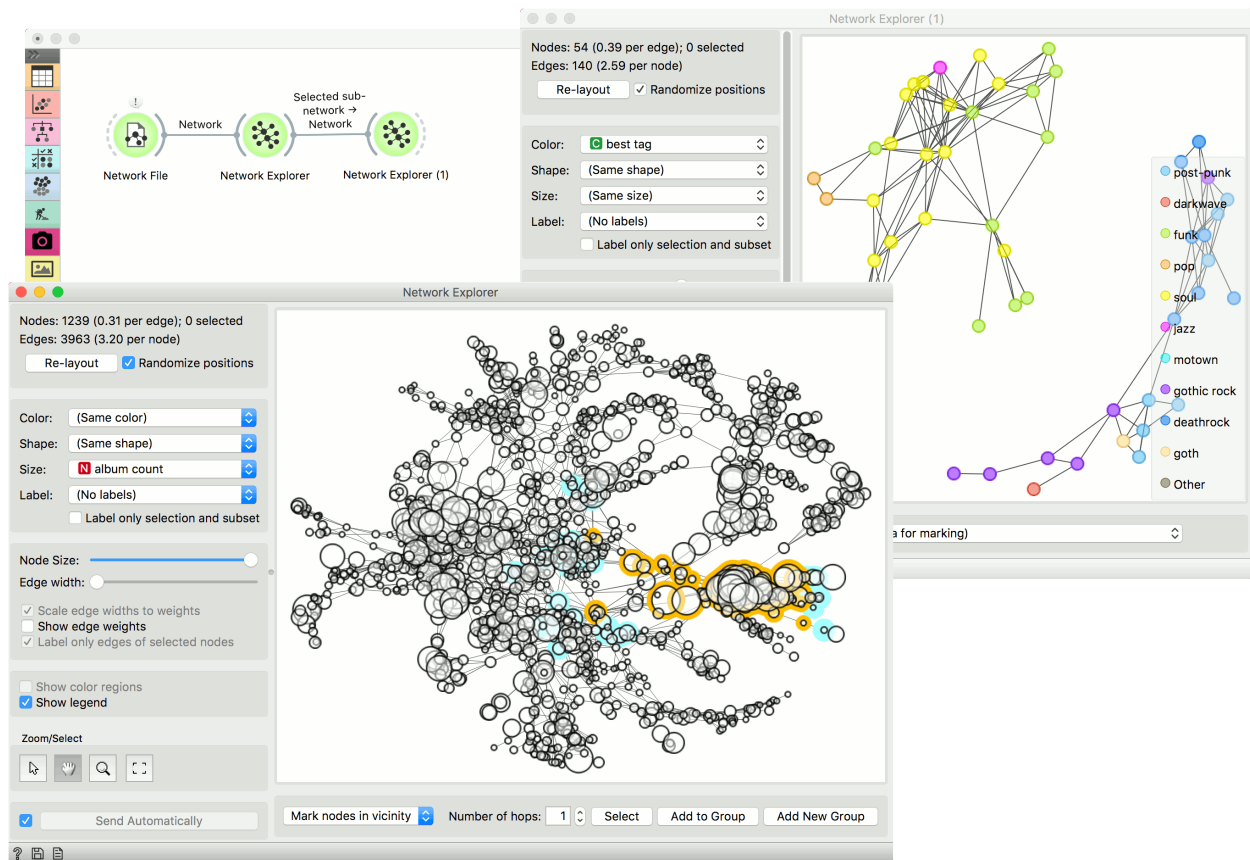 Network Explorer (1)
Nodes: 54 (0.39 per edge); 0 selected
Edges: 140 (2.59 per node)
Re-layout
Randomize positions
Color:
C best tag
Shape:
(Same shape)
Size:
(Same size)
Label:
(No labels)
Label only selection and subset
post-punk
darkwave
funk
pop
soul
jazz
motown
gothic rock
deathrock
goth
Other
a for marking)
!
Network
Selected sub-
network →
Network
Network File
Network Explorer
Network Explorer (1)
Network Explorer
Nodes: 1239 (0.31 per edge); 0 selected
Edges: 3963 (3.20 per node)
Re-layout
Randomize positions
Color:
(Same color)
Shape:
(Same shape)
Size:
N album count
Label:
(No labels)
Label only selection and subset
Node Size:
Edge width:
Scale edge widths to weights
Show edge weights
Label only edges of selected nodes
Show color regions
Show legend
Zoom/Select
Send Automatically
Mark nodes in vicinity
Number of hops:
1
Select
Add to Group
Add New Group
?